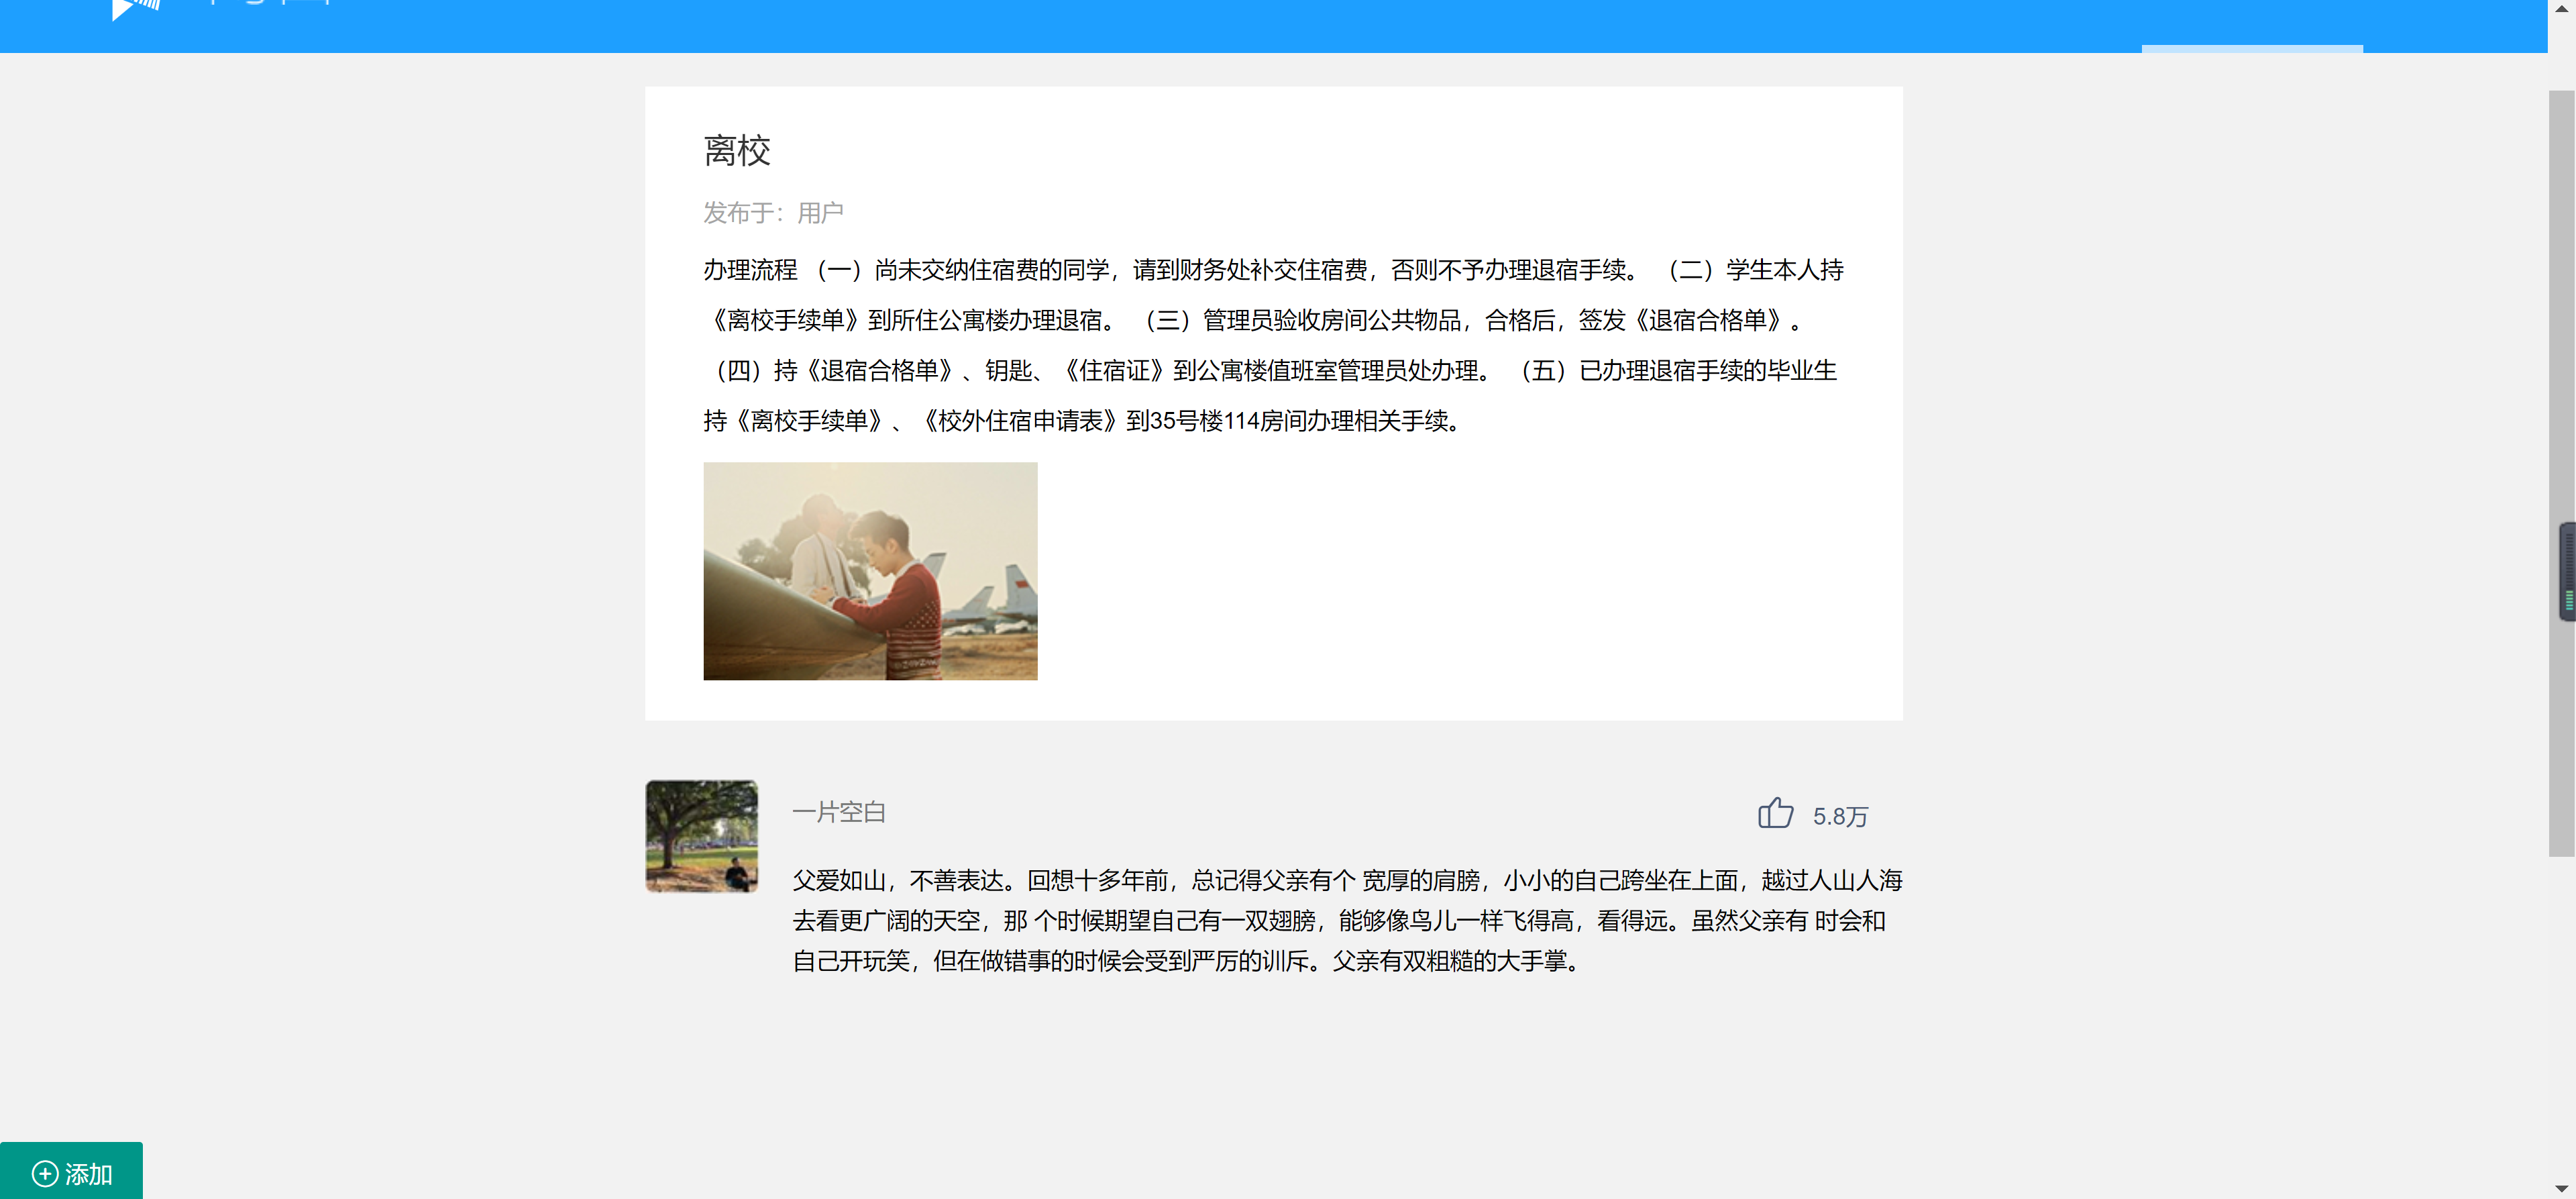 离校
发布于：用户
办理流程 （一）尚未交纳住宿费的同学，请到财务处补交住宿费，否则不予办理退宿手续。 （二）学生本人持
《离校手续单》到所住公寓楼办理退宿。 （三）管理员验收房间公共物品，合格后，签发《退宿合格单》。
（四）持《退宿合格单》、钥匙、《住宿证》到公寓楼值班室管理员处办理。 （五）已办理退宿手续的毕业生
持《离校手续单》、《校外住宿申请表》到35号楼114房间办理相关手续。
一片空白
5.8万
父爱如山，不善表达。回想十多年前，总记得父亲有个 宽厚的肩膀，小小的自己跨坐在上面，越过人山人海
去看更广阔的天空，那 个时候期望自己有一双翅膀，能够像鸟儿一样飞得高，看得远。虽然父亲有 时会和
自己开玩笑，但在做错事的时候会受到严厉的训斥。父亲有双粗糙的大手掌。
添加